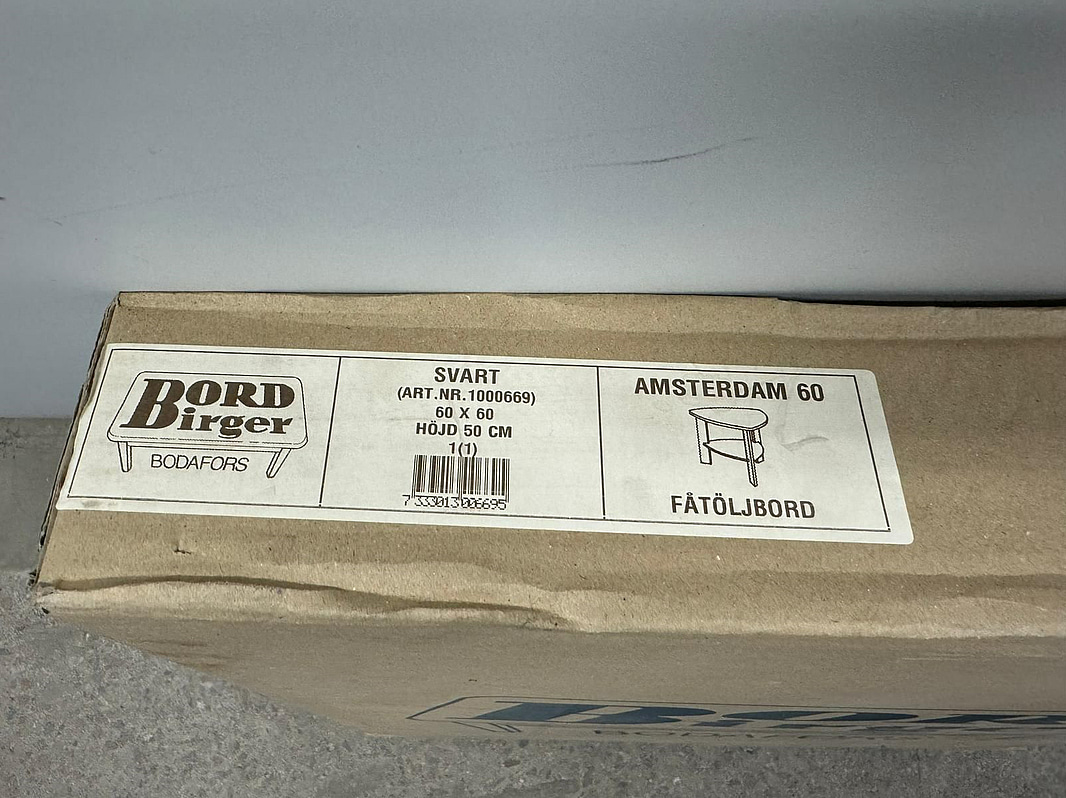 BORD
Birger
BODAFORS
SVART
(ART.NR.1000669)
60 X 60
HÖJD 50 CM
1(1)
7 333013 006695
AMSTERDAM 60
FÅTÖLJBORD